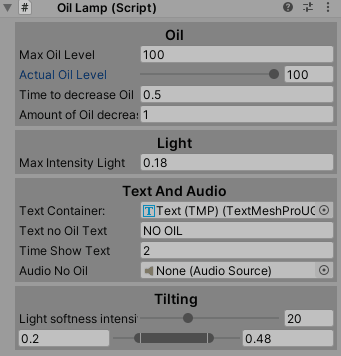 # Oil Lamp (Script)
Oil
Max Oil Level 100
Actual Oil Level 100
Time to decrease Oil 0.5
Amount of Oil decreas 1
Light
Max Intensity Light 0.18
Text And Audio
Text Container: Text (TMP) (TextMeshProUG
Text no Oil Text NO OIL
Time Show Text 2
Audio No Oil None (Audio Source)
Tilting
Light softness intensi 20
0.2 0.48